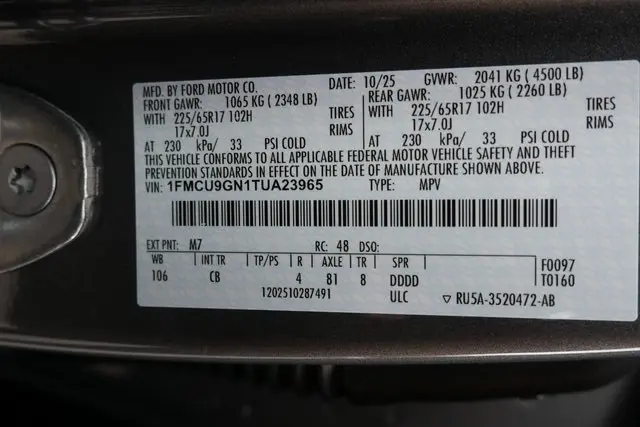 MFD. BY FORD MOTOR CO. DATE: 10/25 GVWR: 2041 KG ( 4500 LB)
FRONT GAWR: 1065 KG ( 2348 LB) REAR GAWR: 1025 KG ( 2260 LB)
WITH 225/65R17 102H TIRES WITH 225/65R17 102H TIRES
17x7.0J RIMS 17x7.0J RIMS
AT 230 kPa/ 33 PSI COLD AT 230 kPa/ 33 PSI COLD
THIS VEHICLE CONFORMS TO ALL APPLICABLE FEDERAL MOTOR VEHICLE SAFETY AND THEFT
PREVENTION STANDARDS IN EFFECT ON THE DATE OF MANUFACTURE SHOWN ABOVE.
VIN: 1FMCU9GN1TUA23965 TYPE: MPV
EXT PNT: M7 RC: 48 DSO:
WB INT TR TP/PS R AXLE TR SPR F0097
106 CB 4 81 8 DDDD T0160
1202510287491 ULC ▽ RU5A-3520472-AB